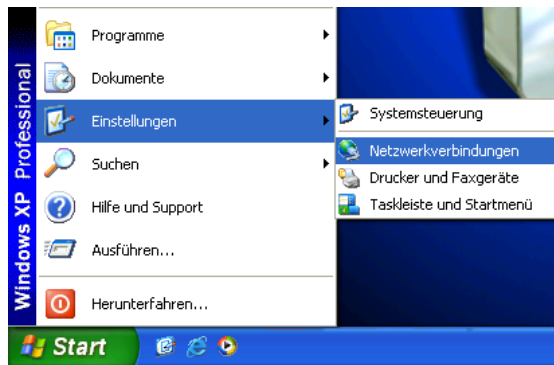 Windows XP Professional
Programme
Dokumente
Einstellungen
Suchen
Hilfe und Support
Ausführen...
Herunterfahren...
Systemsteuerung
Netzwerkverbindungen
Drucker und Faxgeräte
Taskleiste und Startmenü
Start